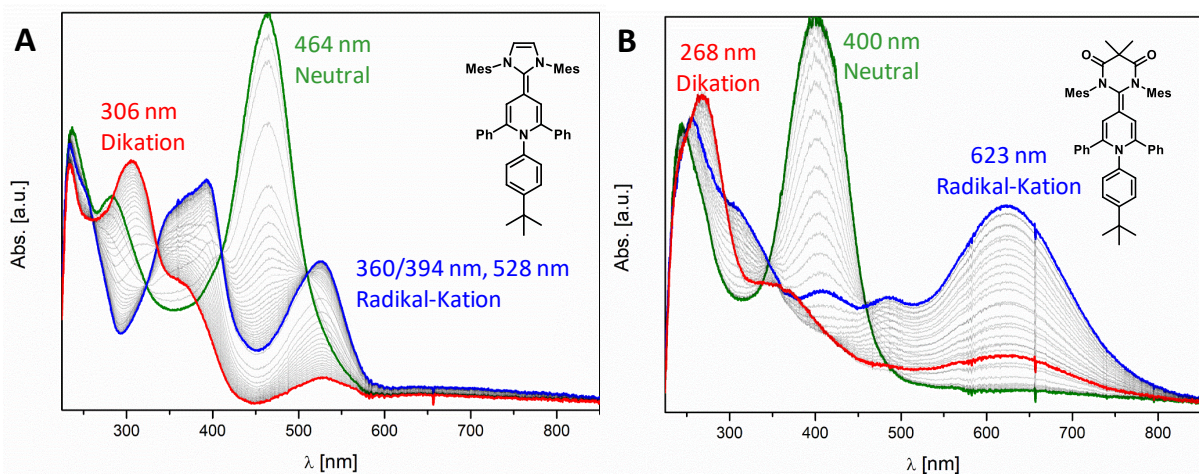 A
464 nm
Neutral
306 nm
Dikation
360/394 nm, 528 nm
Radikal-Kation
Mes
N
N
Mes
Ph
N
Ph
Abs. [a.u.]
300
400
500
600
700
800
λ [nm]
B
268 nm
Dikation
400 nm
Neutral
623 nm
Radikal-Kation
O
O
Mes
N
N
Mes
Ph
N
Ph
Abs. [a.u.]
300
400
500
600
700
800
λ [nm]